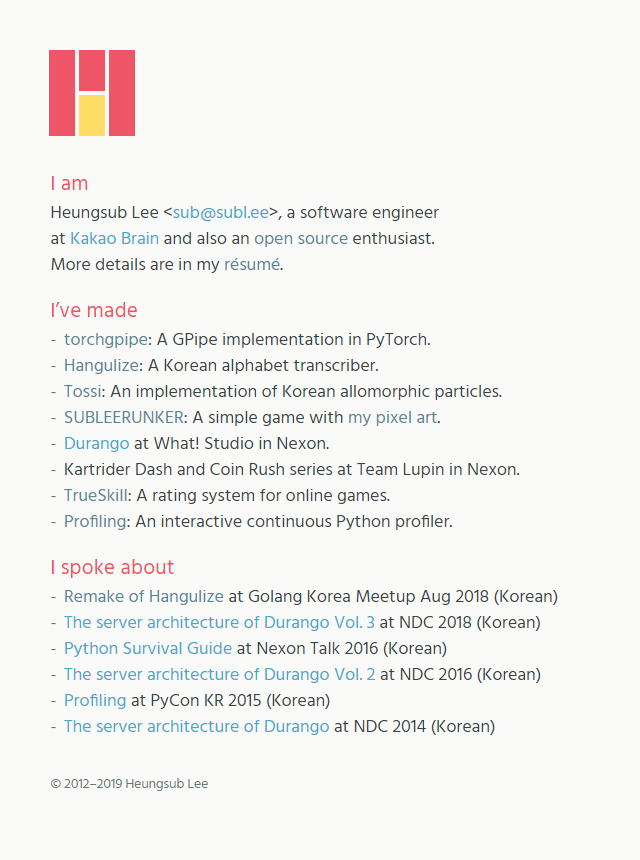 I am
Heungsub Lee <sub@subl.ee>, a software engineer
at Kakao Brain and also an open source enthusiast.
More details are in my résumé.
I’ve made
- torchgpipe: A GPipe implementation in PyTorch.
- Hangulize: A Korean alphabet transcriber.
- Tossi: An implementation of Korean allomorphic particles.
- SUBLEERUNKER: A simple game with my pixel art.
- Durango at What! Studio in Nexon.
- Kartrider Dash and Coin Rush series at Team Lupin in Nexon.
- TrueSkill: A rating system for online games.
- Profiling: An interactive continuous Python profiler.
I spoke about
- Remake of Hangulize at Golang Korea Meetup Aug 2018 (Korean)
- The server architecture of Durango Vol. 3 at NDC 2018 (Korean)
- Python Survival Guide at Nexon Talk 2016 (Korean)
- The server architecture of Durango Vol. 2 at NDC 2016 (Korean)
- Profiling at PyCon KR 2015 (Korean)
- The server architecture of Durango at NDC 2014 (Korean)
© 2012–2019 Heungsub Lee